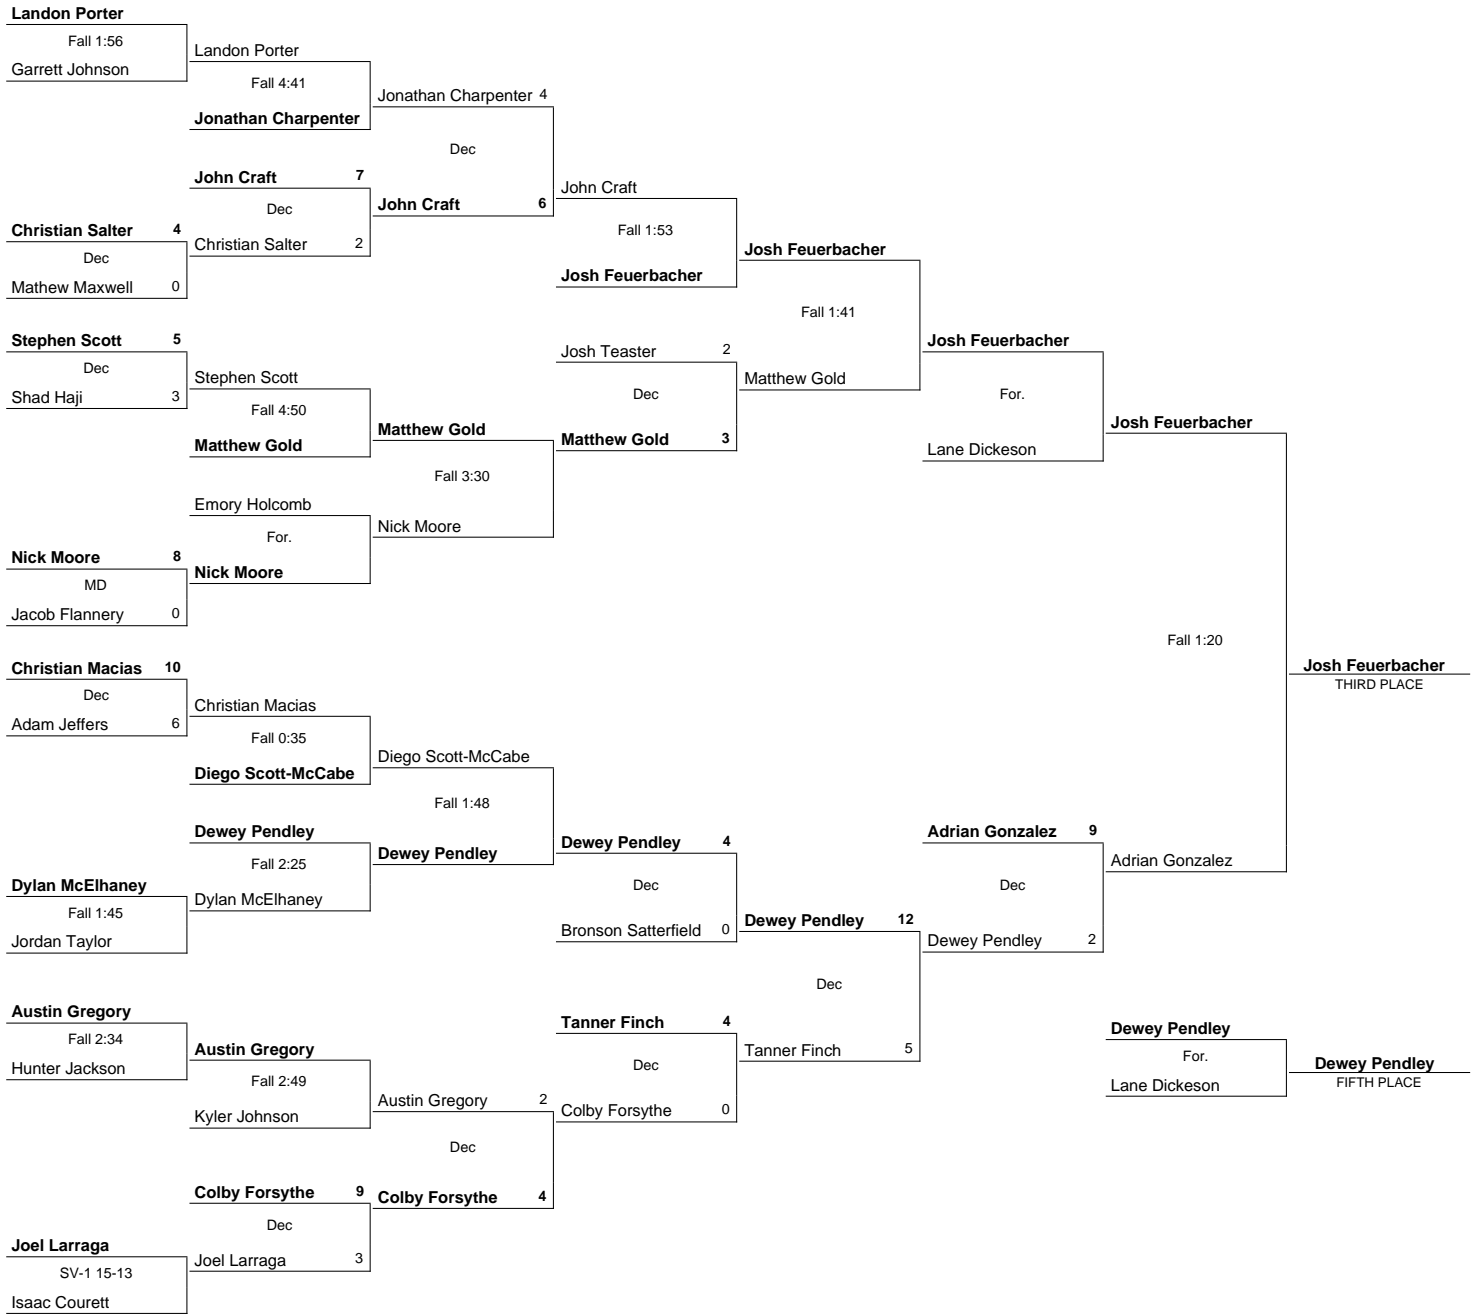 Landon Porter
Fall 1:56
Garrett Johnson
Landon Porter
Fall 4:41
Jonathan Charpenter
Jonathan Charpenter 4
Dec
John Craft 7
Dec
Christian Salter 2
John Craft 6
Christian Salter 4
Dec
Mathew Maxwell 0
John Craft
Fall 1:53
Josh Feuerbacher
Josh Feuerbacher
Fall 1:41
Stephen Scott 5
Dec
Shad Haji 3
Stephen Scott
Fall 4:50
Matthew Gold
Matthew Gold
Fall 3:30
Emory Holcomb
For.
Nick Moore
Nick Moore
Nick Moore 8
MD
Jacob Flannery 0
Josh Teaster 2
Dec
Matthew Gold 3
Matthew Gold
Josh Feuerbacher
For.
Lane Dickeson
Josh Feuerbacher
Fall 1:20
Josh Feuerbacher
THIRD PLACE
Christian Macias 10
Dec
Adam Jeffers 6
Christian Macias
Fall 0:35
Diego Scott-McCabe
Diego Scott-McCabe
Fall 1:48
Dewey Pendley
Fall 2:25
Dylan McElhaney
Dewey Pendley
Dylan McElhaney
Fall 1:45
Jordan Taylor
Dewey Pendley 4
Dec
Bronson Satterfield 0
Dewey Pendley 12
Dec
Adrian Gonzalez 9
Dec
Dewey Pendley 2
Adrian Gonzalez
Austin Gregory
Fall 2:34
Hunter Jackson
Austin Gregory
Fall 2:49
Kyler Johnson
Austin Gregory 2
Dec
Colby Forsythe 9
Dec
Joel Larraga 3
Colby Forsythe 4
Joel Larraga
SV-1 15-13
Isaac Courett
Tanner Finch 4
Dec
Colby Forsythe 0
Tanner Finch 5
Dewey Pendley
For.
Lane Dickeson
Dewey Pendley
FIFTH PLACE